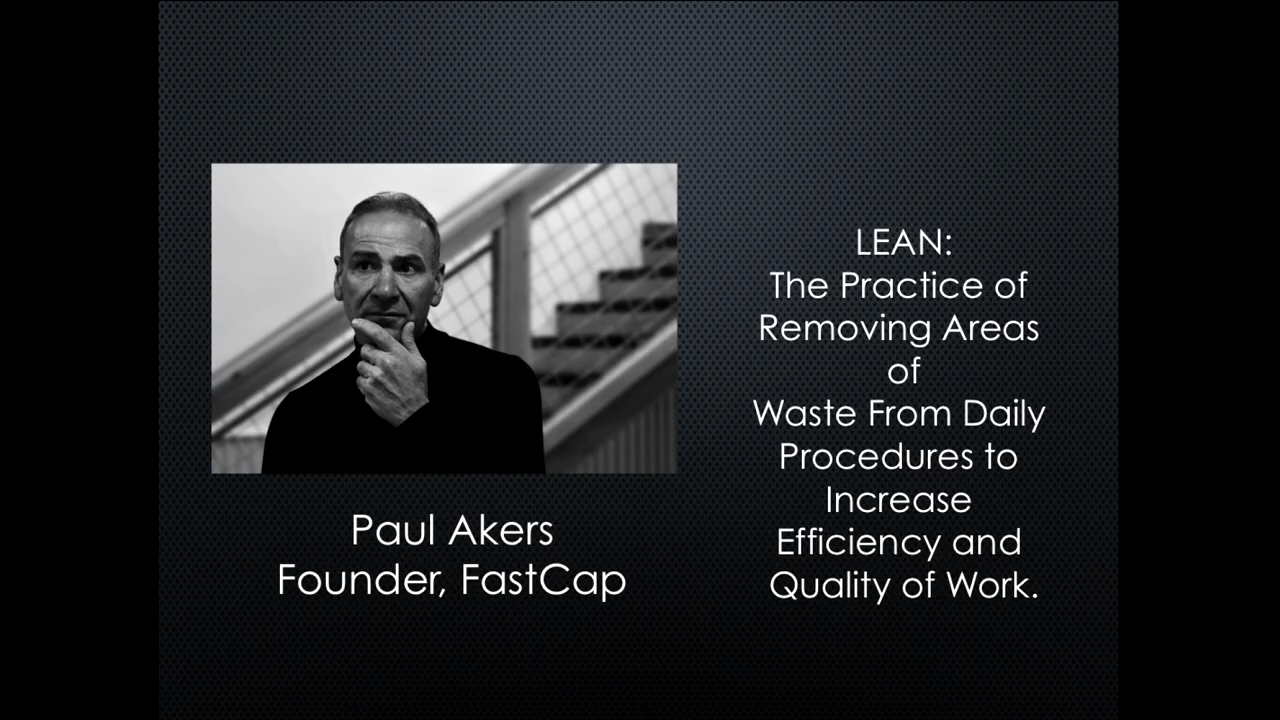 Paul Akers
Founder, FastCap
LEAN:
The Practice of
Removing Areas
of
Waste From Daily
Procedures to
Increase
Efficiency and
Quality of Work.